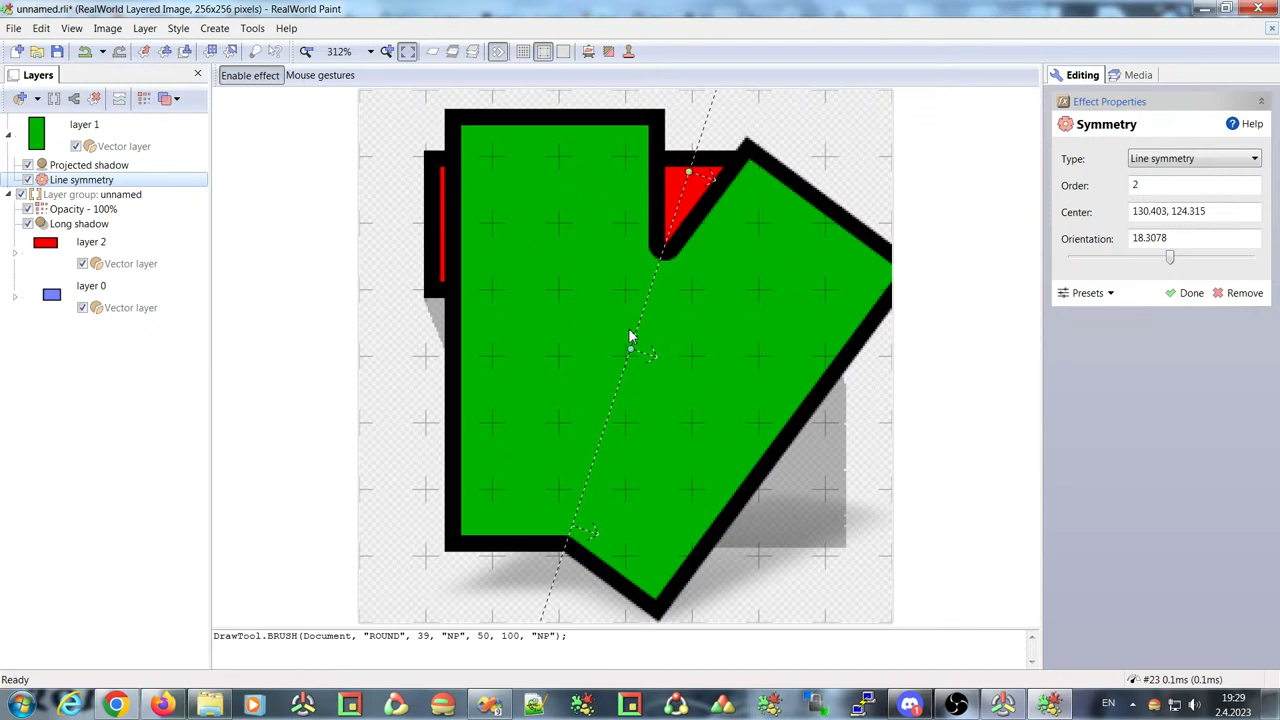 unnamed.rli* (RealWorld Layered Image, 256x256 pixels) - RealWorld Paint
File Edit View Image Layer Style Create Tools Help
312%
Layers
Enable effect Mouse gestures
Editing Media
layer 1
Vector layer
Projected shadow
Line symmetry
Layer group: unnamed
Opacity - 100%
Long shadow
layer 2
Vector layer
layer 0
Vector layer
Effect Properties
Symmetry Help
Type: Line symmetry
Order: 2
Center: 130.403, 124.315
Orientation: 18.3078
Presets Done Remove
DrawTool.BRUSH(Document, "ROUND", 39, "NP", 50, 100, "NP");
Ready
#23 0.1ms (0.1ms)
EN
19:29
2.4.2023